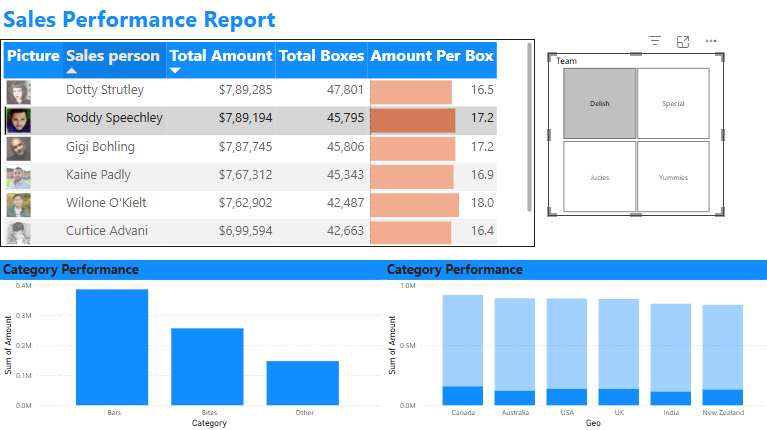 Sales Performance Report
Picture Sales person Total Amount Total Boxes Amount Per Box
Dotty Strutley $7,89,285 47,801 16.5
Roddy Speechley $7,89,194 45,795 17.2
Gigi Bohling $7,87,745 45,806 17.2
Kaine Padly $7,67,312 45,343 16.9
Wilone O'Kielt $7,62,902 42,487 18.0
Curtice Advani $6,99,594 42,663 16.4
Team
Delish Special
Jucies Yummies
Category Performance
0.4M
0.3M
0.2M
0.1M
0.0M
Sum of Amount
Bars Bites Other
Category
Category Performance
1.0M
0.5M
0.0M
Sum of Amount
Canada Australia USA UK India New Zealand
Geo